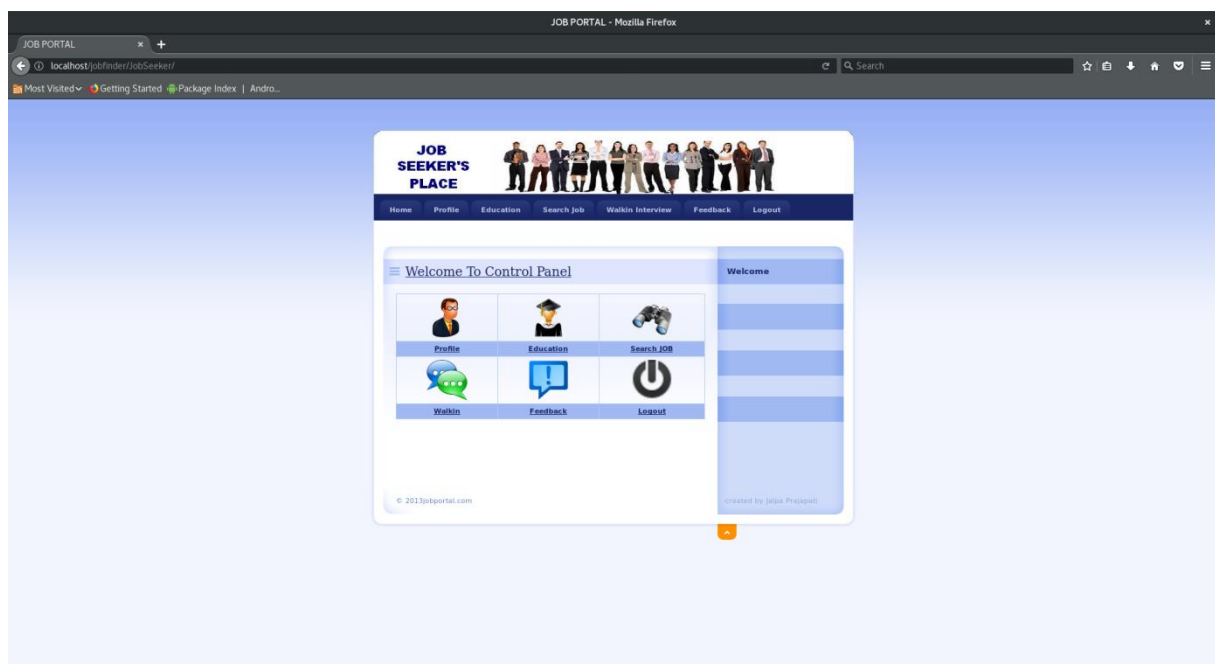 JOB PORTAL - Mozilla Firefox
JOB PORTAL
localhost/jobfinder/JobSeeker/
Search
Most Visited
Getting Started
Package Index | Andro...
JOB
SEEKER'S
PLACE
Home Profile Education Search Job Walkin Interview Feedback Logout
Welcome To Control Panel
Welcome
Profile Education Search JOB
Walkin Feedback Logout
© 2013jobportal.com
created by Jalpa Prajapati